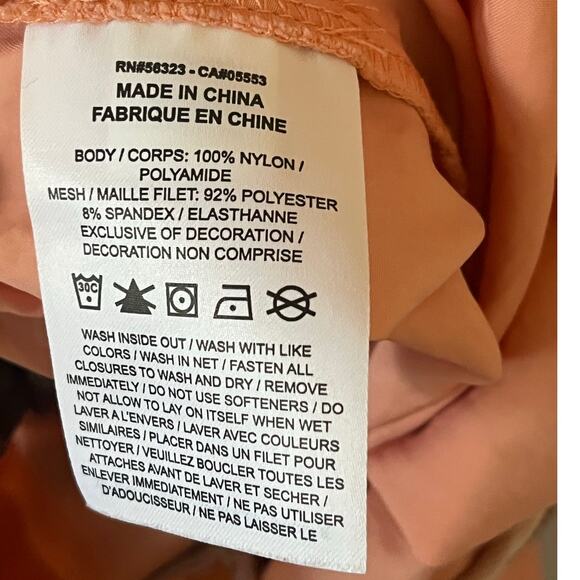 RN#56323 - CA#05553
MADE IN CHINA
FABRIQUE EN CHINE
BODY / CORPS: 100% NYLON /
POLYAMIDE
MESH / MAILLE FILET: 92% POLYESTER
8% SPANDEX / ELASTHANNE
EXCLUSIVE OF DECORATION /
DECORATION NON COMPRISE
30C
WASH INSIDE OUT / WASH WITH LIKE
COLORS / WASH IN NET / FASTEN ALL
CLOSURES TO WASH AND DRY / REMOVE
IMMEDIATELY / DO NOT USE SOFTENERS / DO
NOT ALLOW TO LAY ON ITSELF WHEN WET
LAVER A L'ENVERS / LAVER AVEC COULEURS
SIMILAIRES / PLACER DANS UN FILET POUR
NETTOYER / VEUILLEZ BOUCLER TOUTES LES
ATTACHES AVANT DE LAVER ET SECHER /
ENLEVER IMMEDIATEMENT / NE PAS UTILISER
D'ADOUCISSEUR / NE PAS LAISSER LE